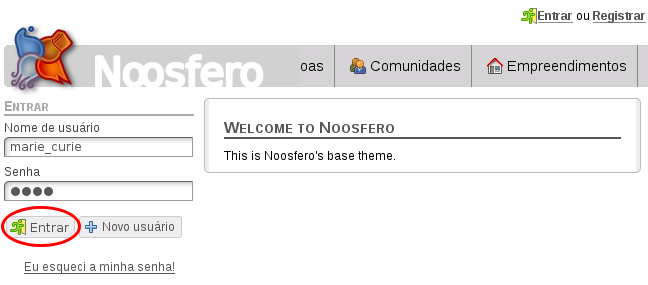 Entrar ou Registrar
Noosfero
oas Comunidades Empreendimentos
Entrar
Nome de usuário
marie_curie
Senha
●●●●
Entrar Novo usuário
Eu esqueci a minha senha!
Welcome to Noosfero
This is Noosfero's base theme.